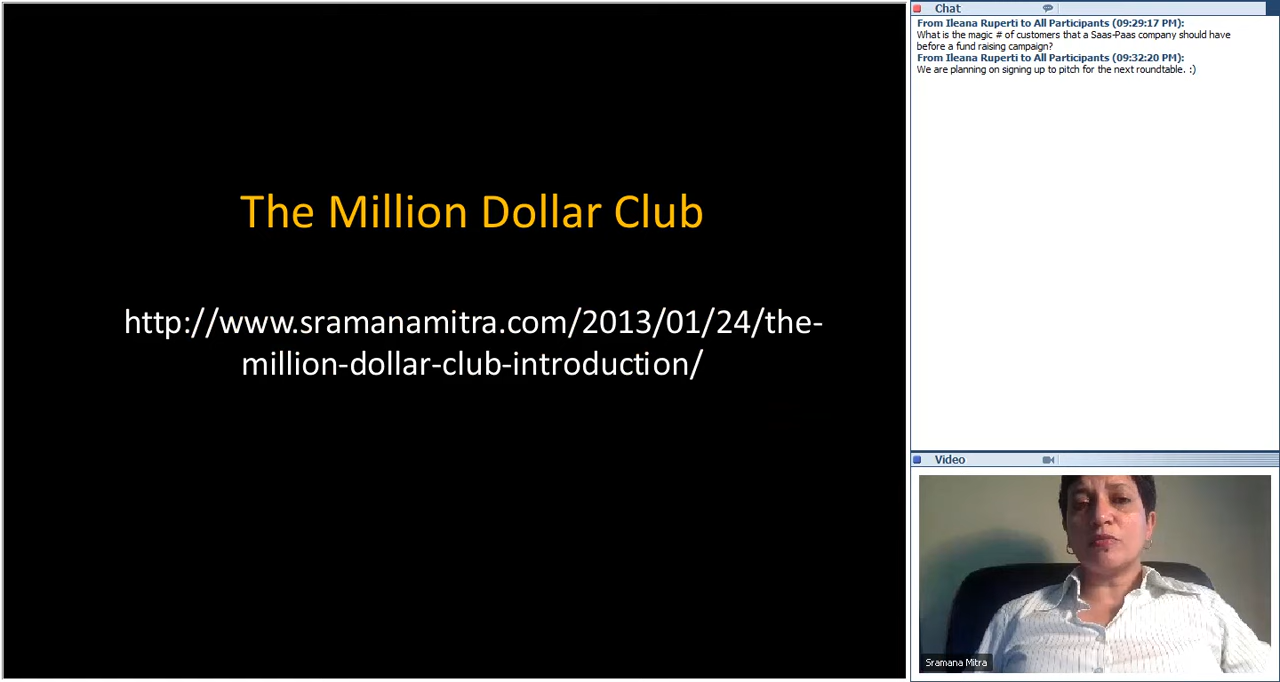 The Million Dollar Club
http://www.sramanamitra.com/2013/01/24/the-
million-dollar-club-introduction/
Chat
From Ileana Ruperti to All Participants (09:29:17 PM):
What is the magic # of customers that a Saas-Paas company should have
before a fund raising campaign?
From Ileana Ruperti to All Participants (09:32:20 PM):
We are planning on signing up to pitch for the next roundtable. :)
Video
Sramana Mitra